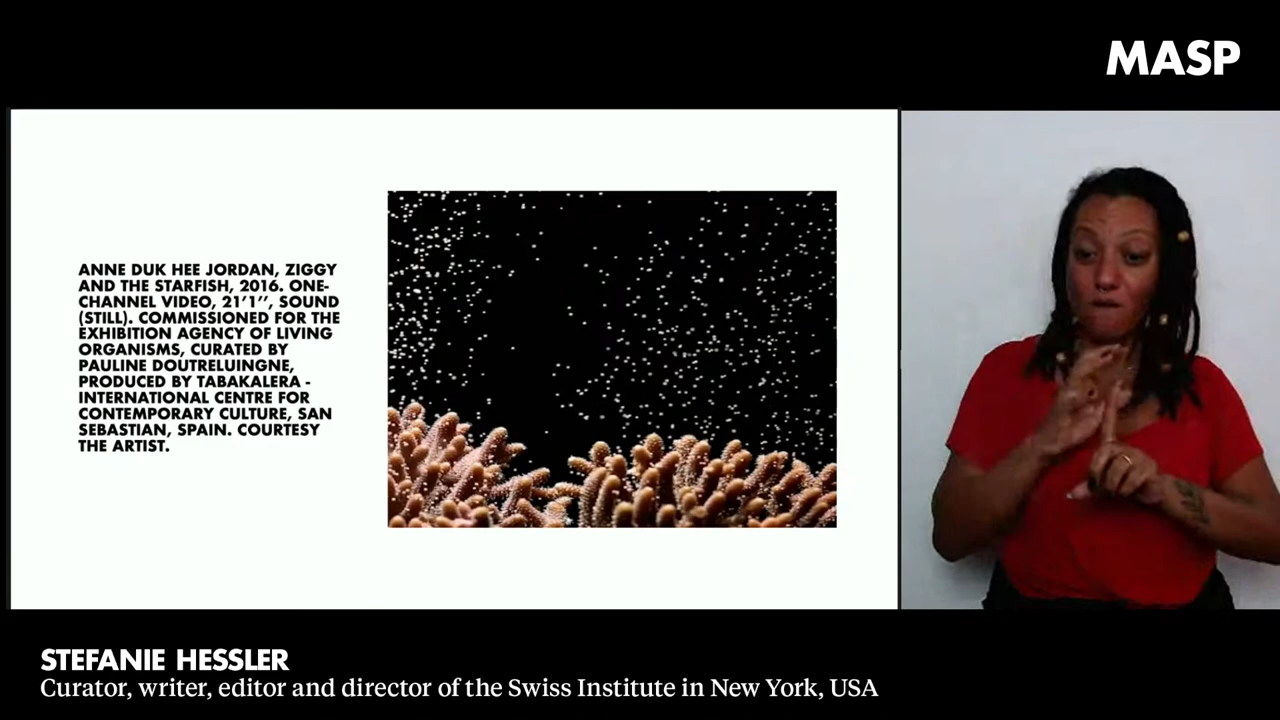 MASP
ANNE DUK HEE JORDAN, ZIGGY
AND THE STARFISH, 2016. ONE-
CHANNEL VIDEO, 21’1’’, SOUND
(STILL). COMMISSIONED FOR THE
EXHIBITION AGENCY OF LIVING
ORGANISMS, CURATED BY
PAULINE DOUTRELUINGNE,
PRODUCED BY TABAKALERA -
INTERNATIONAL CENTRE FOR
CONTEMPORARY CULTURE, SAN
SEBASTIAN, SPAIN. COURTESY
THE ARTIST.
STEFANIE HESSLER
Curator, writer, editor and director of the Swiss Institute in New York, USA